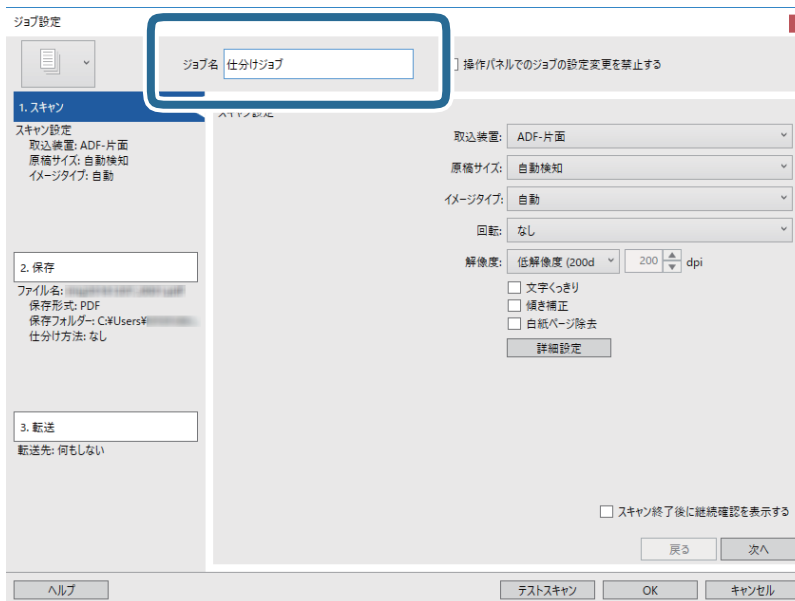 ジョブ設定
ジョブ名 仕分けジョブ
操作パネルでのジョブの設定変更を禁止する
1. スキャン
スキャン設定
取込装置: ADF-片面
原稿サイズ: 自動検知
イメージタイプ: 自動
2. 保存
ファイル名:
保存形式: PDF
保存フォルダー: C:¥Users¥
仕分け方法: なし
3. 転送
転送先: 何もしない
スキャン設定
取込装置: ADF-片面
原稿サイズ: 自動検知
イメージタイプ: 自動
回転: なし
解像度: 低解像度 (200d 200 dpi
文字くっきり
傾き補正
白紙ページ除去
詳細設定
スキャン終了後に継続確認を表示する
戻る 次へ
ヘルプ テストスキャン OK キャンセル